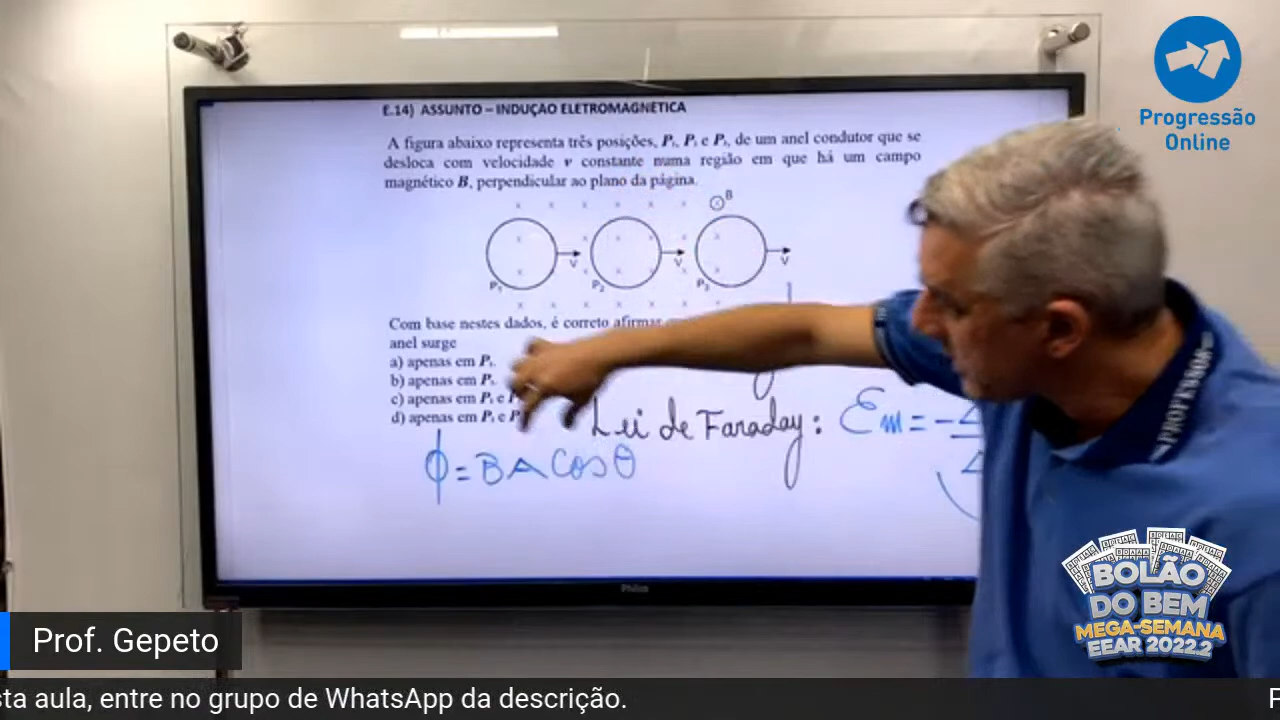 Progressão
Online
E.14) ASSUNTO – INDUÇÃO ELETROMAGNÉTICA
A figura abaixo representa três posições, P₁, P₂ e P₃, de um anel condutor que se
desloca com velocidade v constante numa região em que há um campo
magnético B, perpendicular ao plano da página.
B
V V V
P₁ P₂ P₃
Com base nestes dados, é correto afirmar
anel surge
a) apenas em P₁.
b) apenas em
c) apenas em P₁ e
d) apenas em
Lei de Faraday: Em = -
ϕ = BA COS θ
Philco
PROFESSOR
BOLÃO
DO BEM
MEGA-SEMANA
EEAR 2022.2
Prof. Gepeto
sta aula, entre no grupo de WhatsApp da descrição.
P